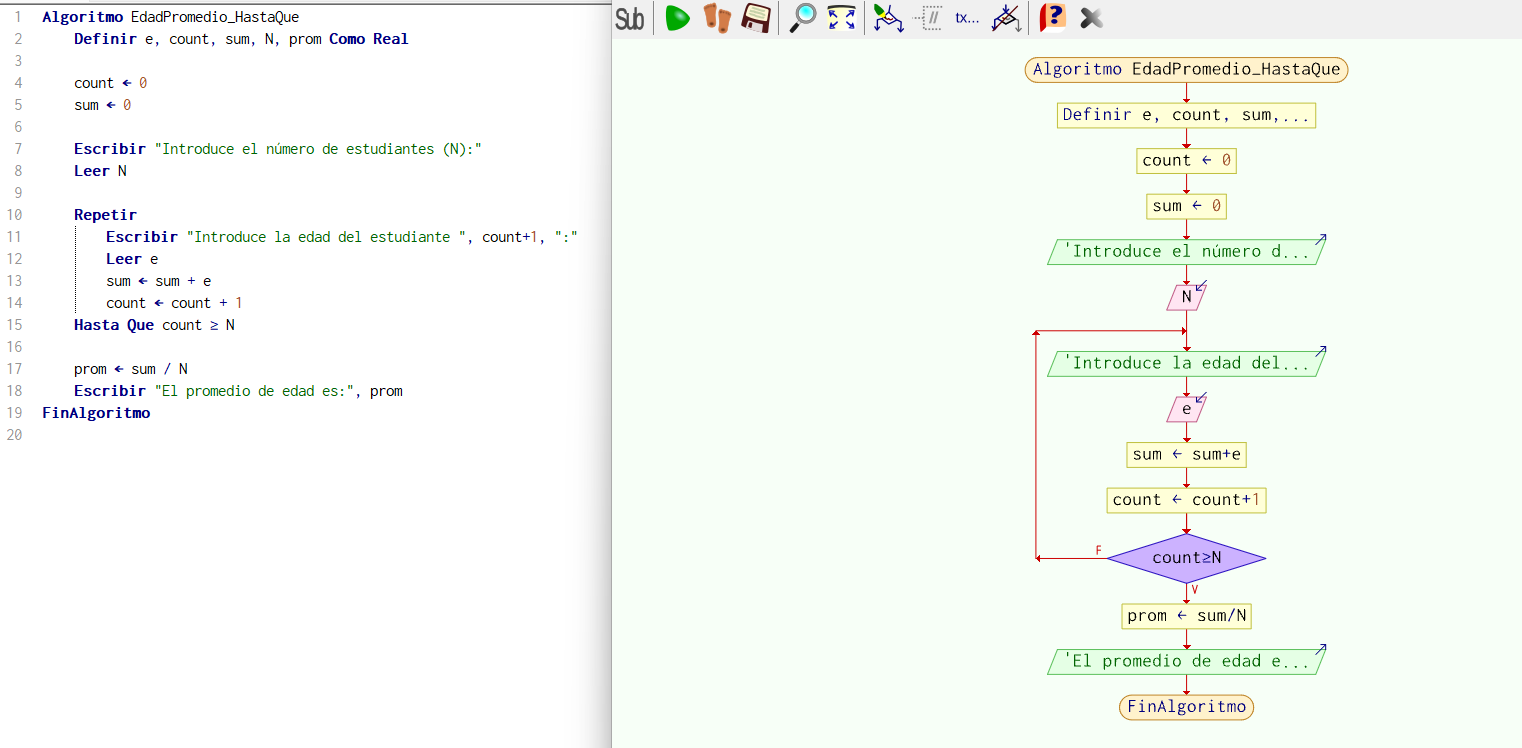 1 Algoritmo EdadPromedio_HastaQue
2 Definir e, count, sum, N, prom Como Real
3
4 count ← 0
5 sum ← 0
6
7 Escribir "Introduce el número de estudiantes (N):"
8 Leer N
9
10 Repetir
11 Escribir "Introduce la edad del estudiante ", count+1, ":"
12 Leer e
13 sum ← sum + e
14 count ← count + 1
15 Hasta Que count ≥ N
16
17 prom ← sum / N
18 Escribir "El promedio de edad es:", prom
19 FinAlgoritmo
20
Sub // tx... ?
Algoritmo EdadPromedio_HastaQue
Definir e, count, sum,...
count ← 0
sum ← 0
'Introduce el número d...
N
'Introduce la edad del...
e
sum ← sum+e
count ← count+1
F
count≥N
V
prom ← sum/N
'El promedio de edad e...
FinAlgoritmo